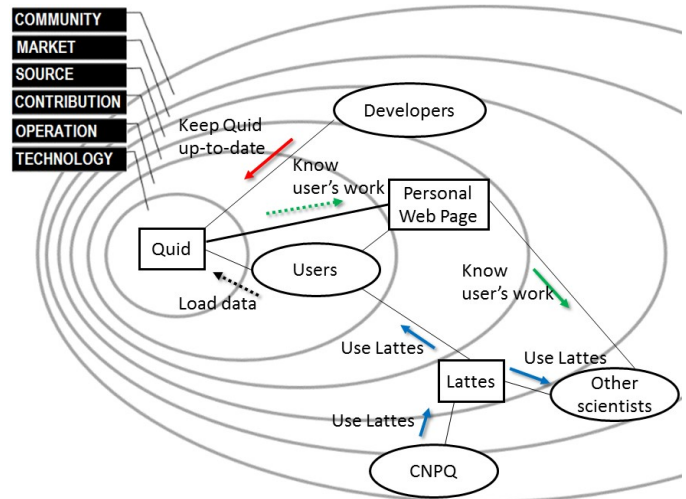 COMMUNITY
MARKET
SOURCE
CONTRIBUTION
OPERATION
TECHNOLOGY
Developers
Keep Quid
up-to-date
Know
user's work
Personal
Web Page
Quid
Users
Load data
Know
user's work
Use Lattes
Use Lattes
Lattes
Other
scientists
Use Lattes
CNPQ